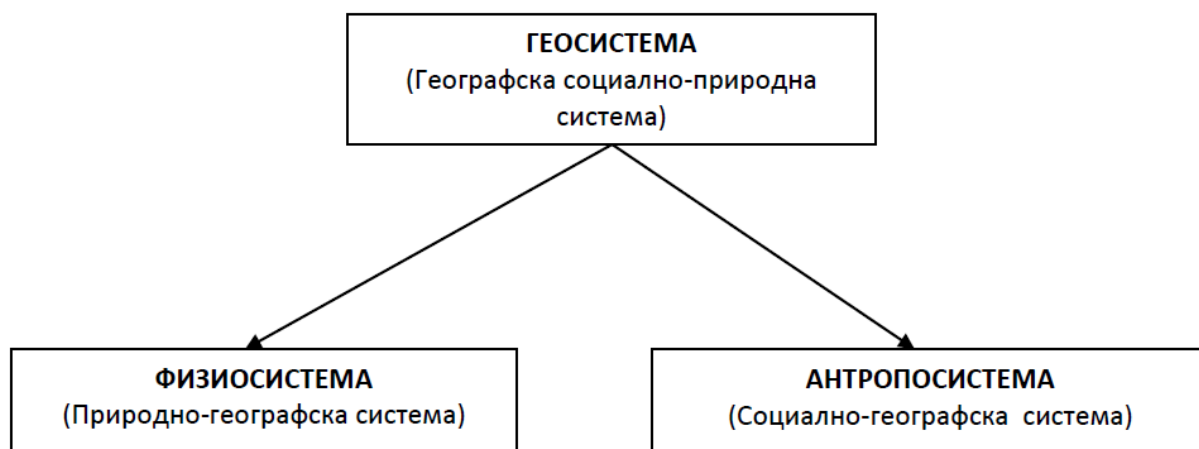 ГЕОСИСТЕМА
(Географска социално-природна
система)
ФИЗИОСИСТЕМА
(Природно-географска система)
АНТРОПОСИСТЕМА
(Социално-географска система)